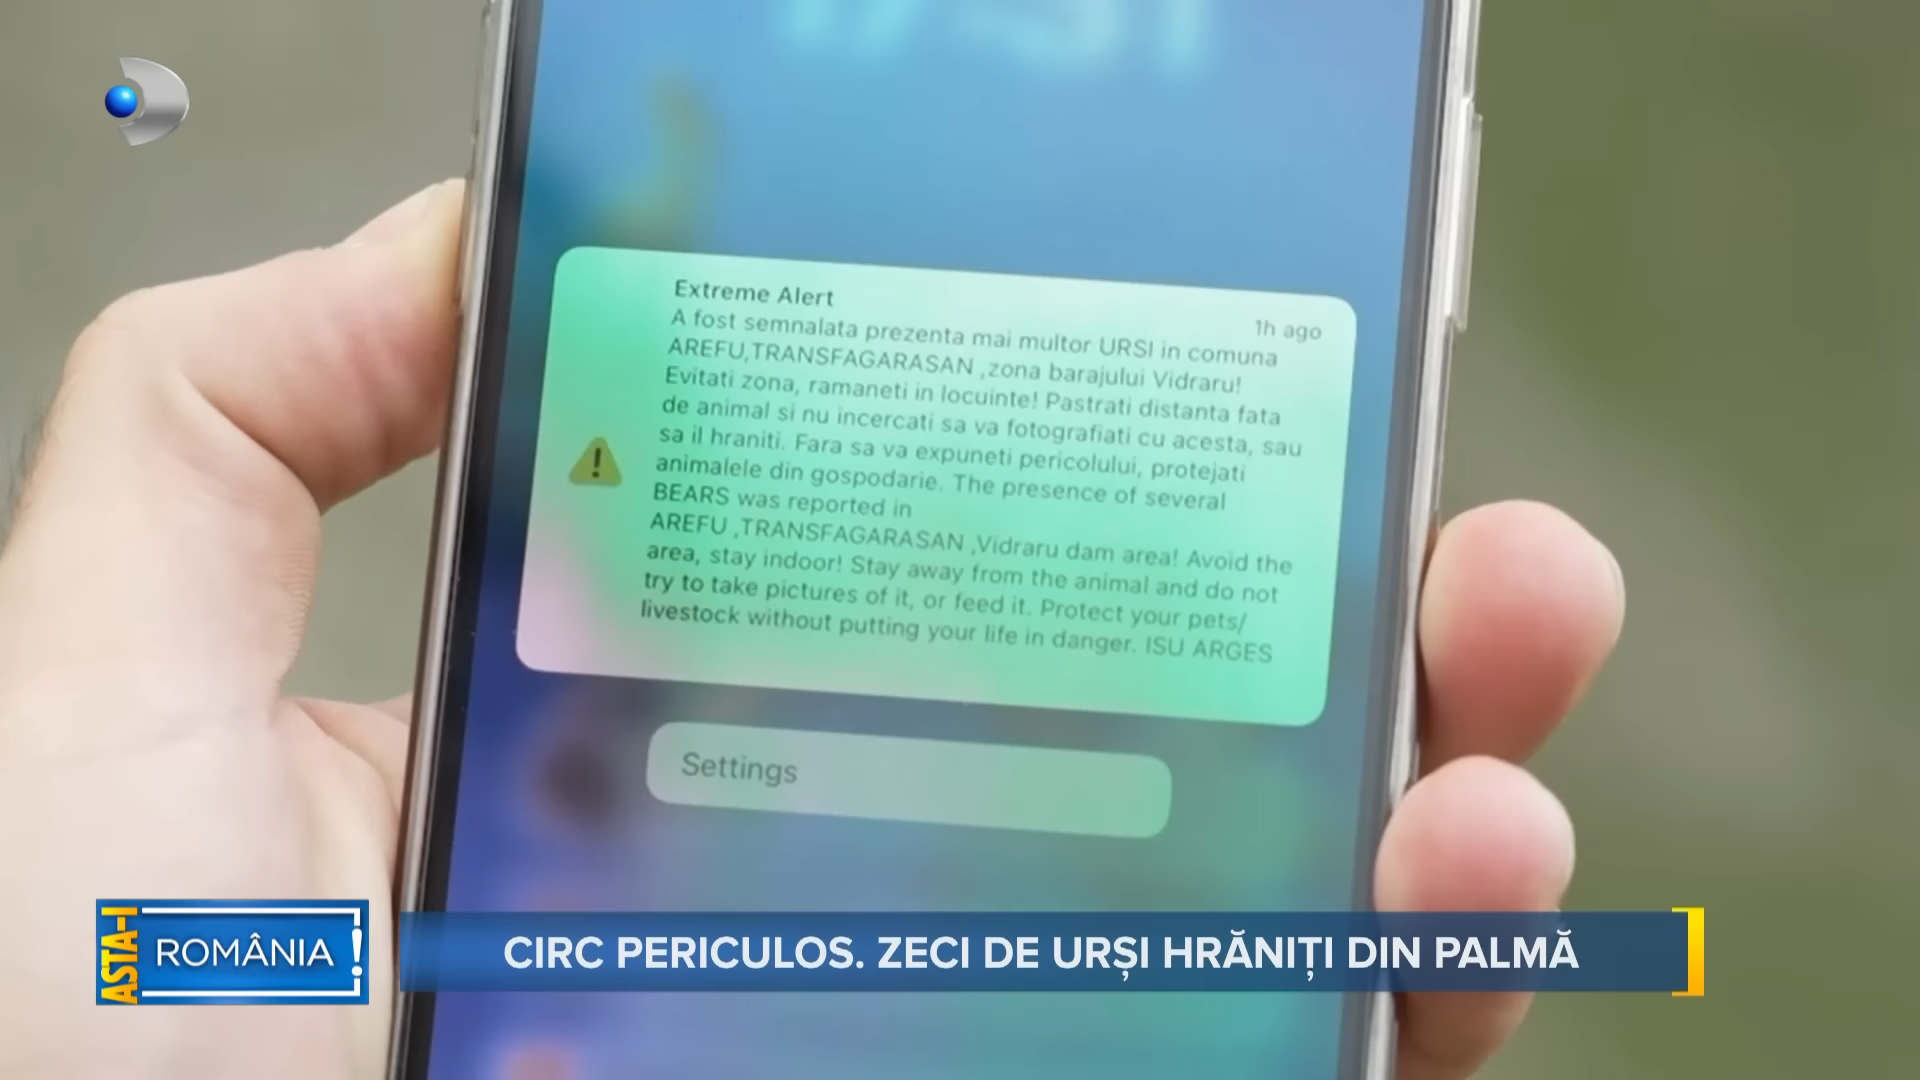 Extreme Alert
1h ago
A fost semnalata prezenta mai multor URSI in comuna
AREFU,TRANSFAGARASAN ,zona barajului Vidraru!
Evitati zona, ramaneti in locuinte! Pastrati distanta fata
de animal si nu incercati sa va fotografiati cu acesta, sau
sa il hraniti. Fara sa va expuneti pericolului, protejati
animalele din gospodarie. The presence of several
BEARS was reported in
AREFU ,TRANSFAGARASAN ,Vidraru dam area! Avoid the
area, stay indoor! Stay away from the animal and do not
try to take pictures of it, or feed it. Protect your pets/
livestock without putting your life in danger. ISU ARGES
Settings
ASTA-I
ROMÂNIA!
CIRC PERICULOS. ZECI DE URȘI HRĂNIȚI DIN PALMĂ